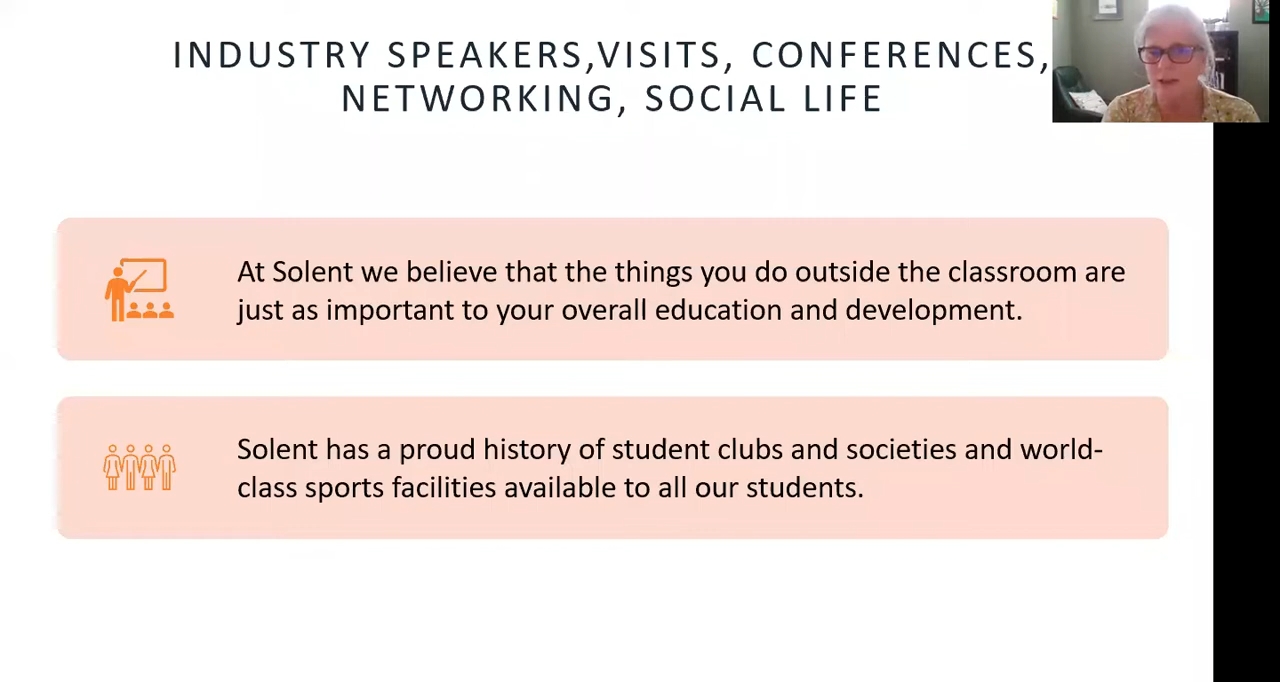 INDUSTRY SPEAKERS,VISITS, CONFERENCES,
NETWORKING, SOCIAL LIFE
At Solent we believe that the things you do outside the classroom are
just as important to your overall education and development.
Solent has a proud history of student clubs and societies and world-
class sports facilities available to all our students.